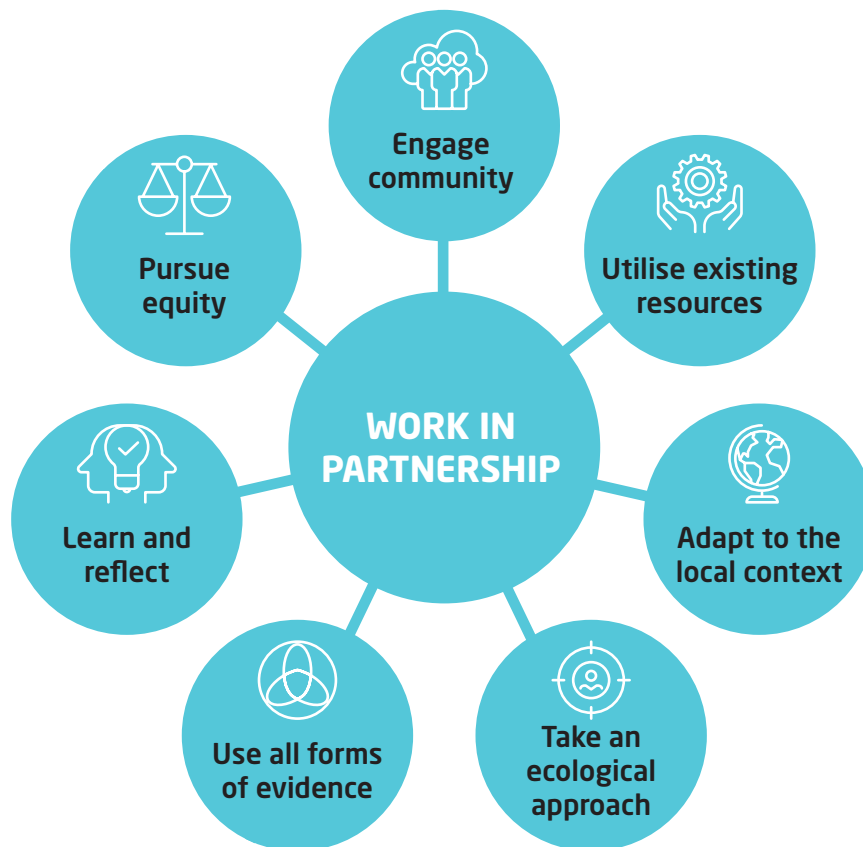 Engage
community
Utilise existing
resources
Adapt to the
local context
Take an
ecological
approach
Use all forms
of evidence
Learn and
reflect
Pursue
equity
WORK IN
PARTNERSHIP